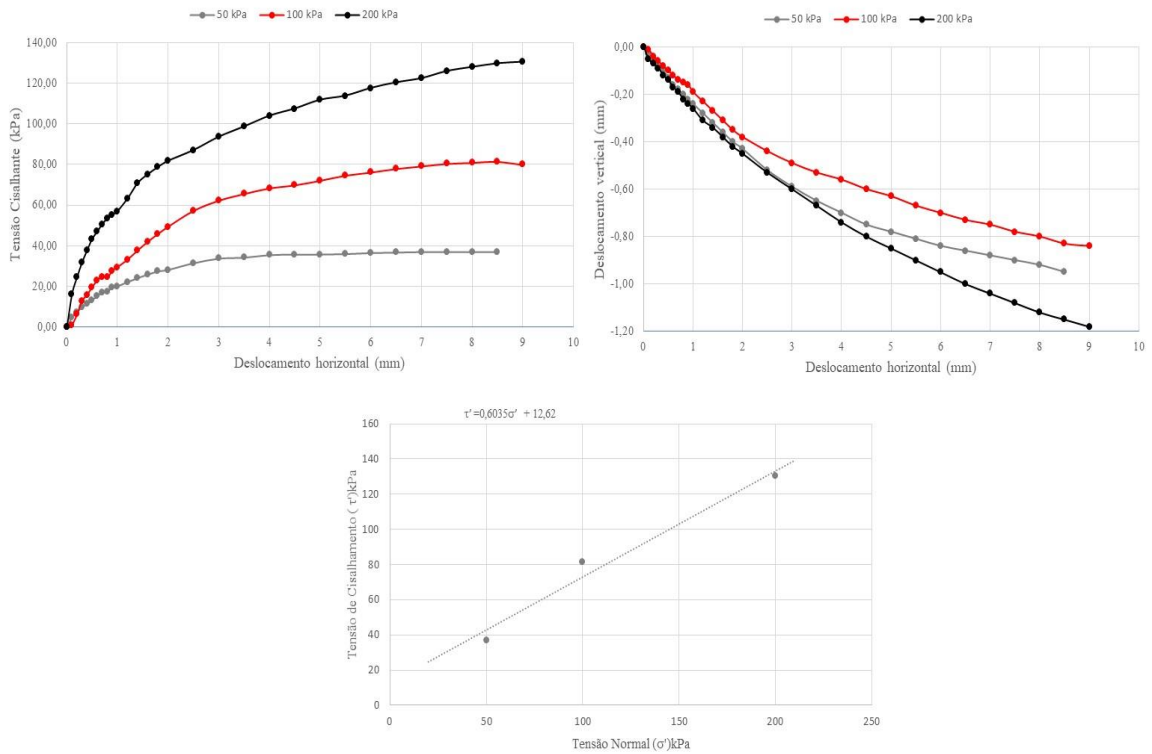 50 kPa 100 kPa 200 kPa
140,00
120,00
100,00
80,00
60,00
40,00
20,00
0,00
Tensão Cisalhante (kPa)
0 1 2 3 4 5 6 7 8 9 10
Deslocamento horizontal (mm)
50 kPa 100 kPa 200 kPa
0,00
-0,20
-0,40
-0,60
-0,80
-1,00
-1,20
Deslocamento vertical (mm)
0 1 2 3 4 5 6 7 8 9 10
Deslocamento horizontal (mm)
τ' =0,6035σ' + 12,62
160
140
120
100
80
60
40
20
0
Tensão de Cisalhamento ( τ')kPa
0 50 100 150 200 250
Tensão Normal (σ')kPa